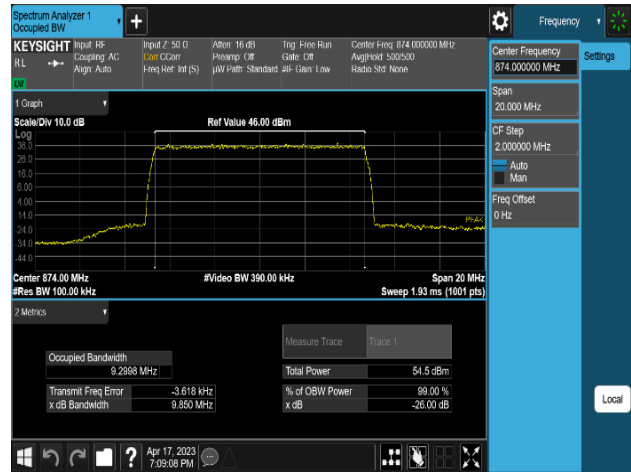 Spectrum Analyzer 1
Occupied BW
Frequency
KEYSIGHT Input: RF Input Z: 50 Ω Atten: 16 dB Trig: Free Run Center Freq: 874.000000 MHz
RL Coupling: AC Corr CCorr Preamp: Off Gate: Off Avg|Hold: 500/500
Align: Auto Freq Ref: Int (S) µW Path: Standard #IF Gain: Low Radio Std: None
LW
1 Graph
Scale/Div 10.0 dB Ref Value 46.00 dBm
Log
36.0
26.0
16.0
6.00
-4.00
-14.0
-24.0
-34.0
-44.0
PEAK
Center 874.00 MHz #Video BW 390.00 kHz Span 20 MHz
#Res BW 100.00 kHz Sweep 1.93 ms (1001 pts)
2 Metrics
Measure Trace Trace 1
Occupied Bandwidth
9.2998 MHz Total Power 54.5 dBm
Transmit Freq Error -3.618 kHz % of OBW Power 99.00 %
x dB Bandwidth 9.850 MHz x dB -26.00 dB
Center Frequency
874.000000 MHz
Settings
Span
20.000 MHz
CF Step
2.000000 MHz
Auto
Man
Freq Offset
0 Hz
Local
? Apr 17, 2023
7:09:08 PM